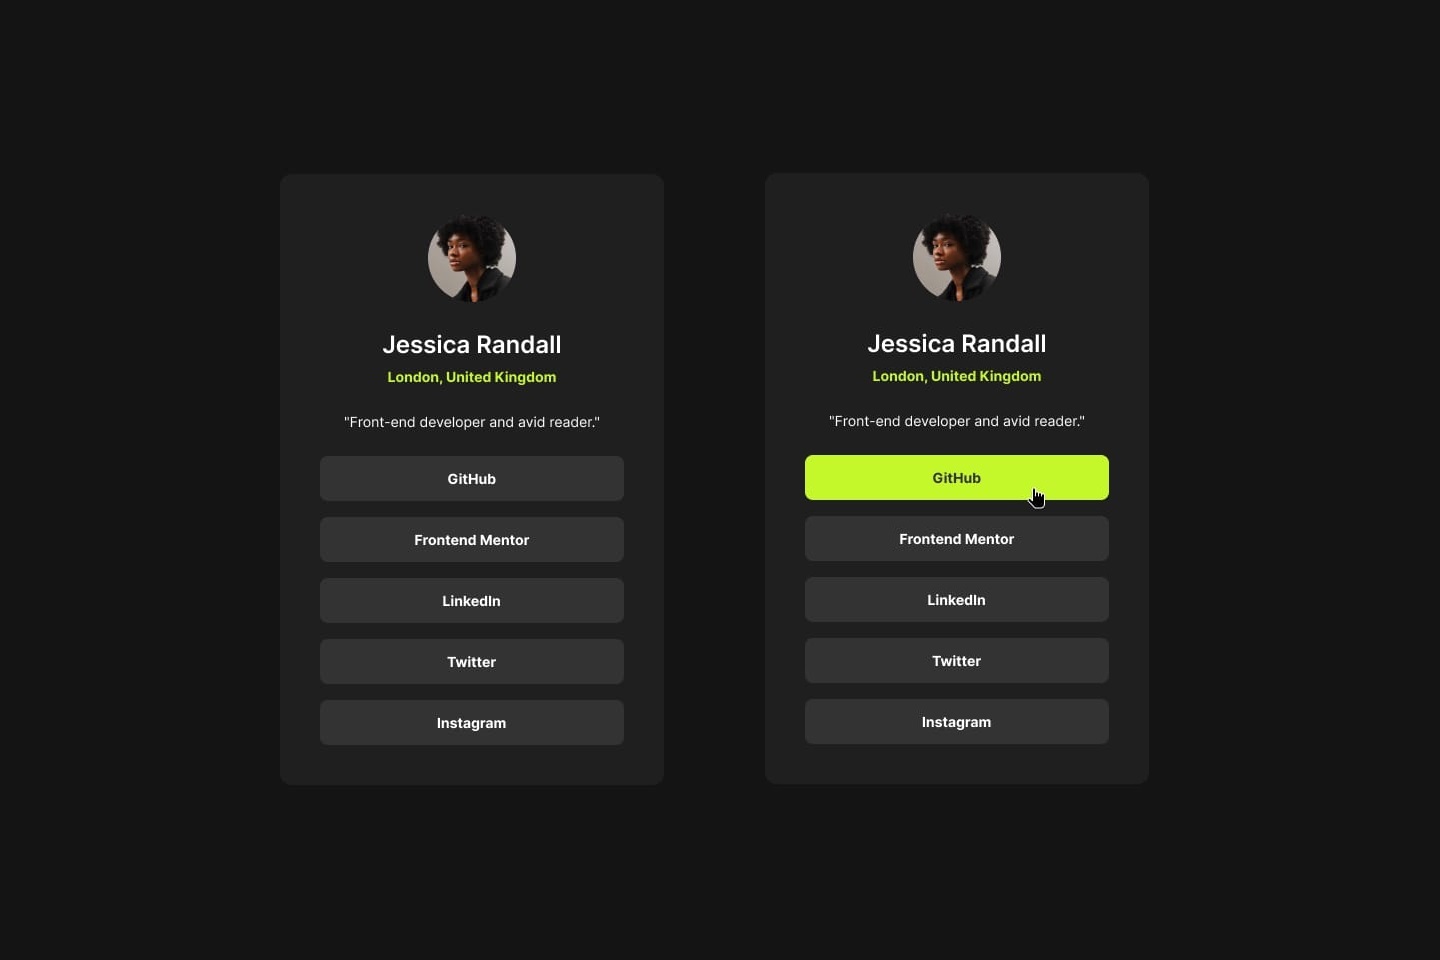 Jessica Randall
London, United Kingdom
"Front-end developer and avid reader."
GitHub
Frontend Mentor
LinkedIn
Twitter
Instagram
Jessica Randall
London, United Kingdom
"Front-end developer and avid reader."
GitHub
Frontend Mentor
LinkedIn
Twitter
Instagram